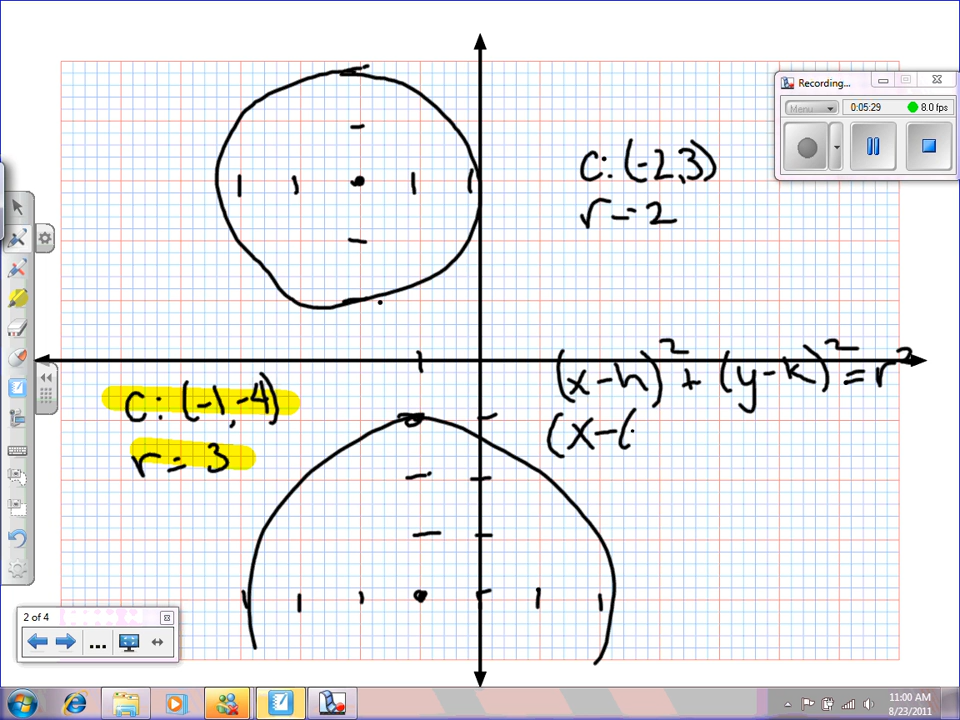 Recording...
Menu
0:05:29
8.0 fps
c: (-2,3)
r = 2
(x-h)² + (y-k)² = r²
(x-(
c: (-1,-4)
r = 3
2 of 4
...
11:00 AM
8/23/2011